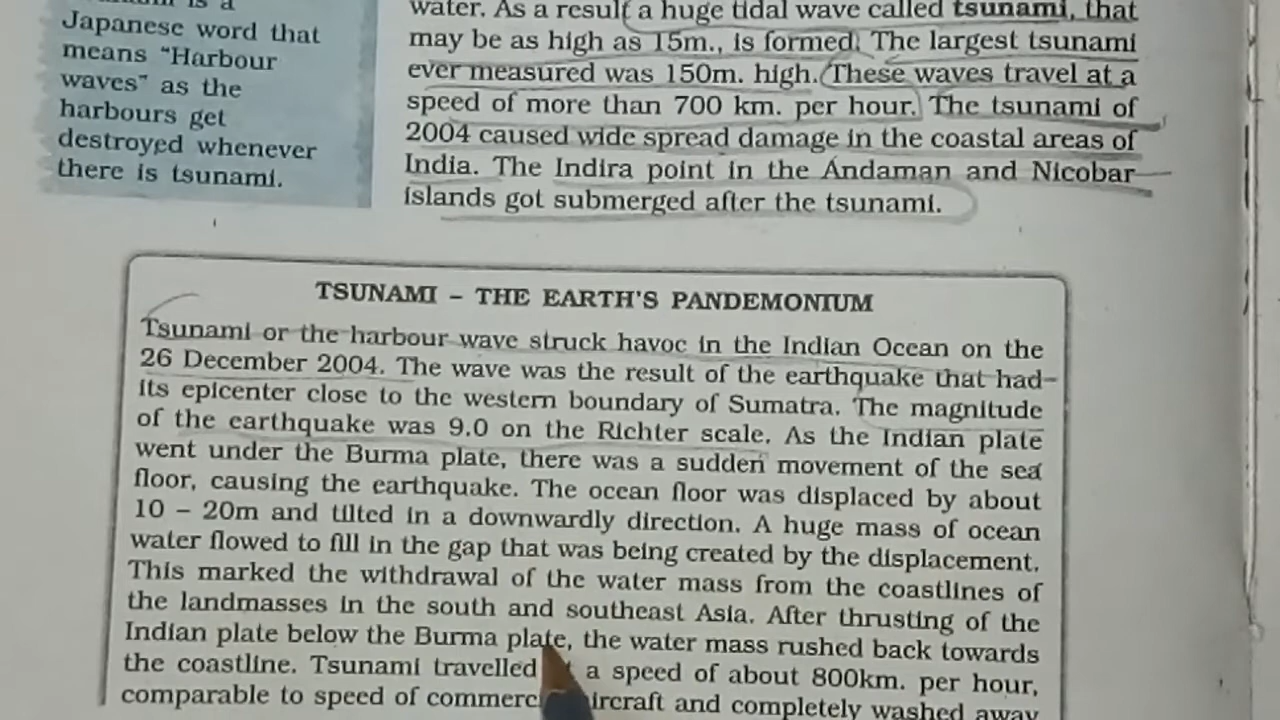 is a
Japanese word that
means “Harbour
waves” as the
harbours get
destroyed whenever
there is tsunami.
water. As a result a huge tidal wave called tsunami, that
may be as high as 15m., is formed. The largest tsunami
ever measured was 150m. high. These waves travel at a
speed of more than 700 km. per hour. The tsunami of
2004 caused wide spread damage in the coastal areas of
India. The Indira point in the Andaman and Nicobar
islands got submerged after the tsunami.
TSUNAMI – THE EARTH'S PANDEMONIUM
Tsunami or the harbour wave struck havoc in the Indian Ocean on the
26 December 2004. The wave was the result of the earthquake that had
its epicenter close to the western boundary of Sumatra. The magnitude
of the earthquake was 9.0 on the Richter scale. As the Indian plate
went under the Burma plate, there was a sudden movement of the sea
floor, causing the earthquake. The ocean floor was displaced by about
10 – 20m and tilted in a downwardly direction. A huge mass of ocean
water flowed to fill in the gap that was being created by the displacement.
This marked the withdrawal of the water mass from the coastlines of
the landmasses in the south and southeast Asia. After thrusting of the
Indian plate below the Burma plate, the water mass rushed back towards
the coastline. Tsunami travelled a speed of about 800km. per hour,
comparable to speed of and completely washed away